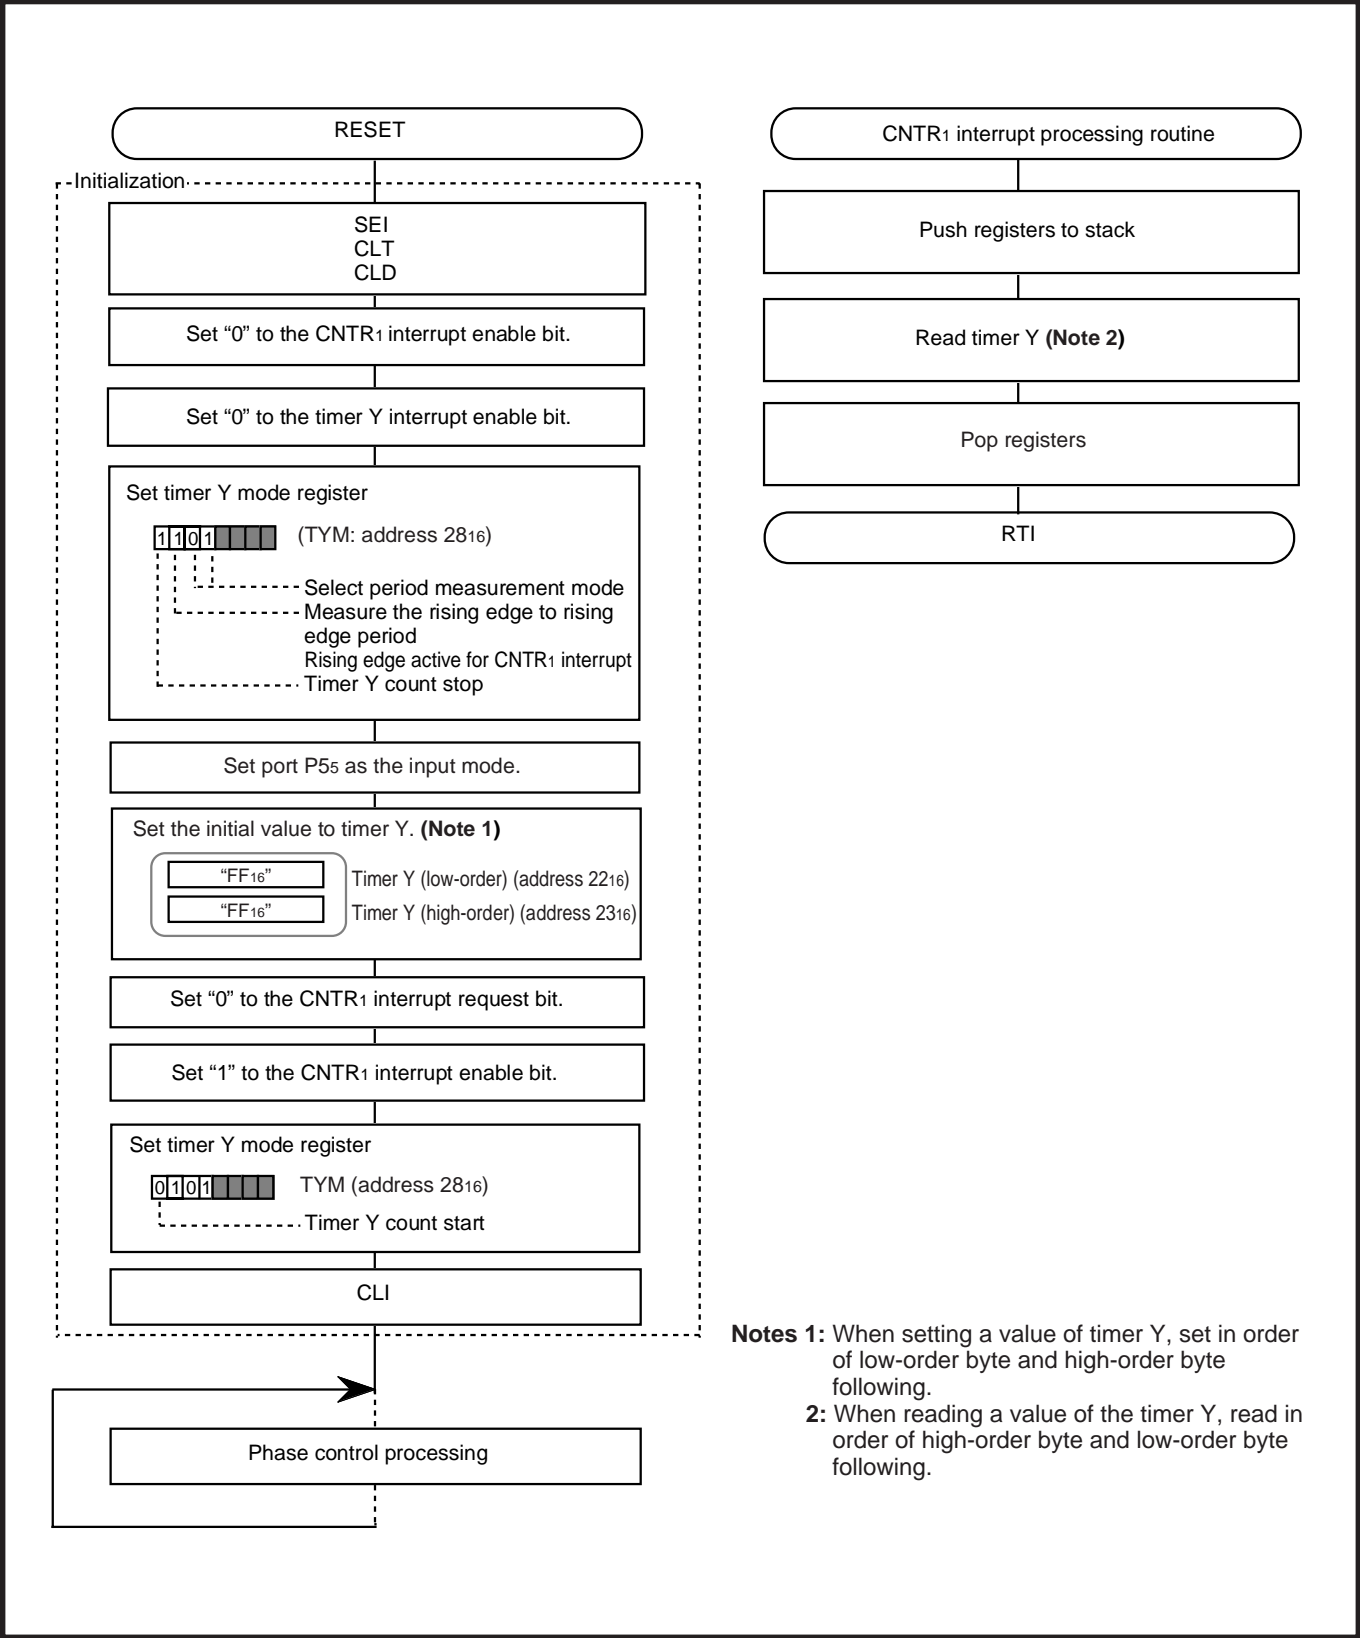 RESET
Initialization
SEI
CLT
CLD
Set “0” to the CNTR1 interrupt enable bit.
Set “0” to the timer Y interrupt enable bit.
Set timer Y mode register
1 1 0 1 (TYM: address 2816)
Select period measurement mode
Measure the rising edge to rising
edge period
Rising edge active for CNTR1 interrupt
Timer Y count stop
Set port P55 as the input mode.
Set the initial value to timer Y. (Note 1)
“FF16” Timer Y (low-order) (address 2216)
“FF16” Timer Y (high-order) (address 2316)
Set “0” to the CNTR1 interrupt request bit.
Set “1” to the CNTR1 interrupt enable bit.
Set timer Y mode register
0 1 0 1 TYM (address 2816)
Timer Y count start
CLI
Phase control processing
CNTR1 interrupt processing routine
Push registers to stack
Read timer Y (Note 2)
Pop registers
RTI
Notes 1: When setting a value of timer Y, set in order
of low-order byte and high-order byte
following.
2: When reading a value of the timer Y, read in
order of high-order byte and low-order byte
following.